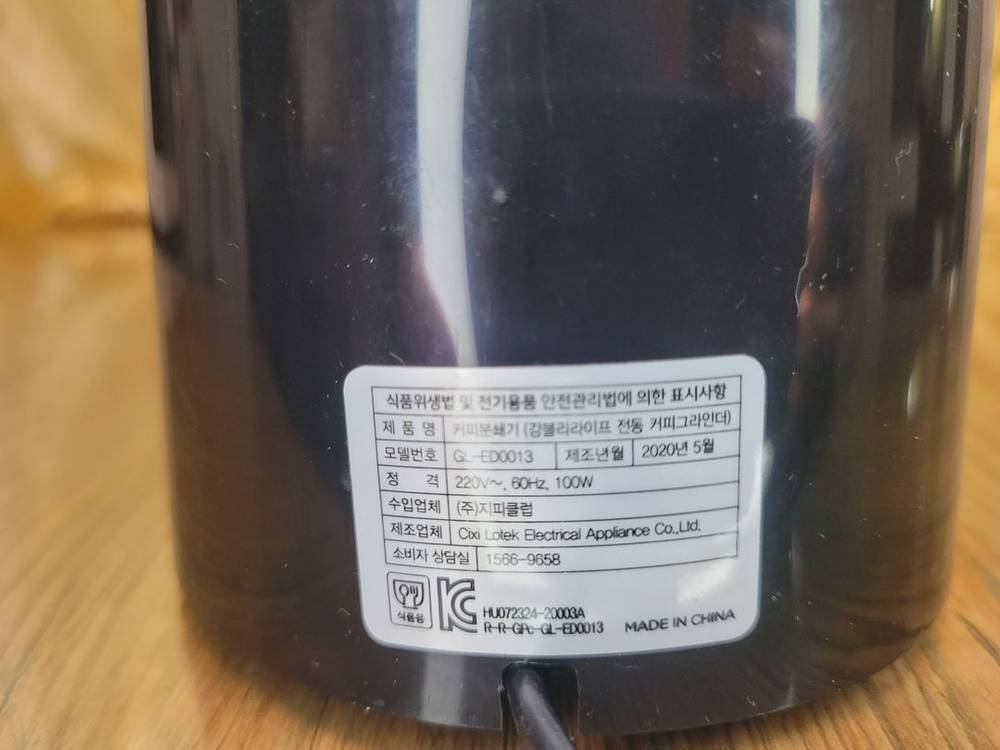 식품위생법 및 전기용품 안전관리법에 의한 표시사항
제 품 명 커피분쇄기 (강블리라이프 전동 커피그라인더)
모델번호 GL-ED0013 제조년월 2020년 5월
정 격 220V~, 60Hz, 100W
수입업체 (주)지피클럽
제조업체 Cixi Lotek Electrical Appliance Co.,Ltd.
소비자 상담실 1566-9658
식품용
HU072324-20003A
R-R-GPc-GL-ED0013 MADE IN CHINA